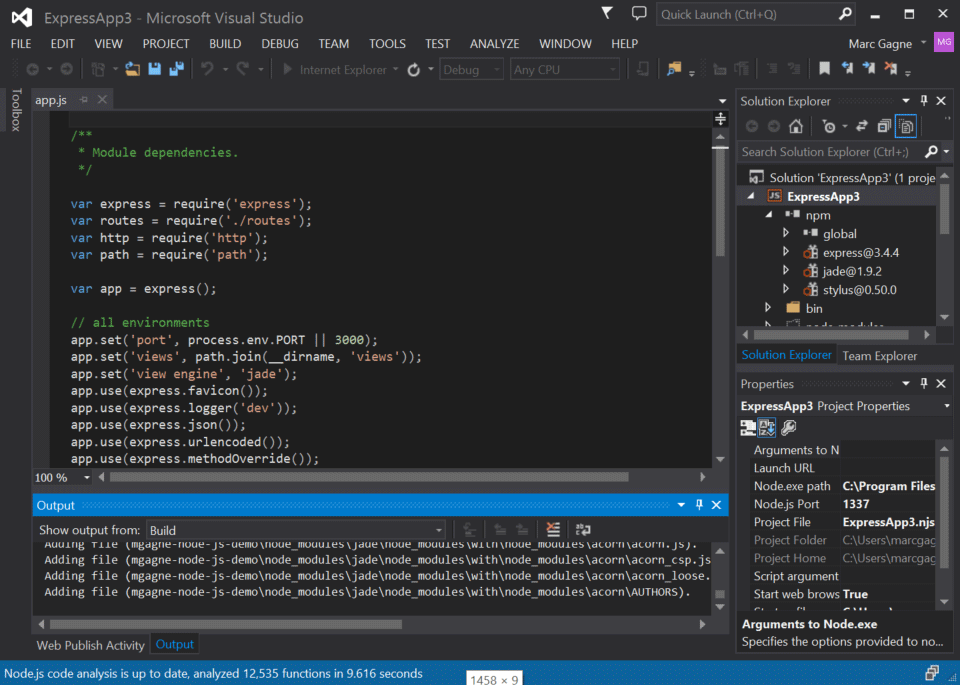 ExpressApp3 - Microsoft Visual Studio
Quick Launch (Ctrl+Q)
FILE EDIT VIEW PROJECT BUILD DEBUG TEAM TOOLS TEST ANALYZE WINDOW HELP
Marc Gagne MG
Internet Explorer Debug Any CPU
Toolbox
app.js
/**
* Module dependencies.
*/
var express = require('express');
var routes = require('./routes');
var http = require('http');
var path = require('path');
var app = express();
// all environments
app.set('port', process.env.PORT || 3000);
app.set('views', path.join(__dirname, 'views'));
app.set('view engine', 'jade');
app.use(express.favicon());
app.use(express.logger('dev'));
app.use(express.json());
app.use(express.urlencoded());
app.use(express.methodOverride());
100 %
Solution Explorer
Search Solution Explorer (Ctrl+;)
Solution 'ExpressApp3' (1 proje
JS ExpressApp3
npm
global
express@3.4.4
jade@1.9.2
stylus@0.50.0
bin
Solution Explorer Team Explorer
Properties
ExpressApp3 Project Properties
Arguments to N
Launch URL
Node.exe path C:\Program Files
Node.js Port 1337
Project File ExpressApp3.njs
Project Folder C:\Users\marcgag
Project Home C:\Users\marcgag
Script argument
Start web brows True
Arguments to Node.exe
Specifies the options provided to no...
Output
Show output from: Build
Adding file (mgagne-node-js-demo\node_modules\jade\node_modules\with\node_modules\acorn\acorn.js).
Adding file (mgagne-node-js-demo\node_modules\jade\node_modules\with\node_modules\acorn\acorn_csp.js
Adding file (mgagne-node-js-demo\node_modules\jade\node_modules\with\node_modules\acorn\acorn_loose.
Adding file (mgagne-node-js-demo\node_modules\jade\node_modules\with\node_modules\acorn\AUTHORS).
Web Publish Activity Output
Node.js code analysis is up to date, analyzed 12,535 functions in 9.616 seconds
1458 × 9